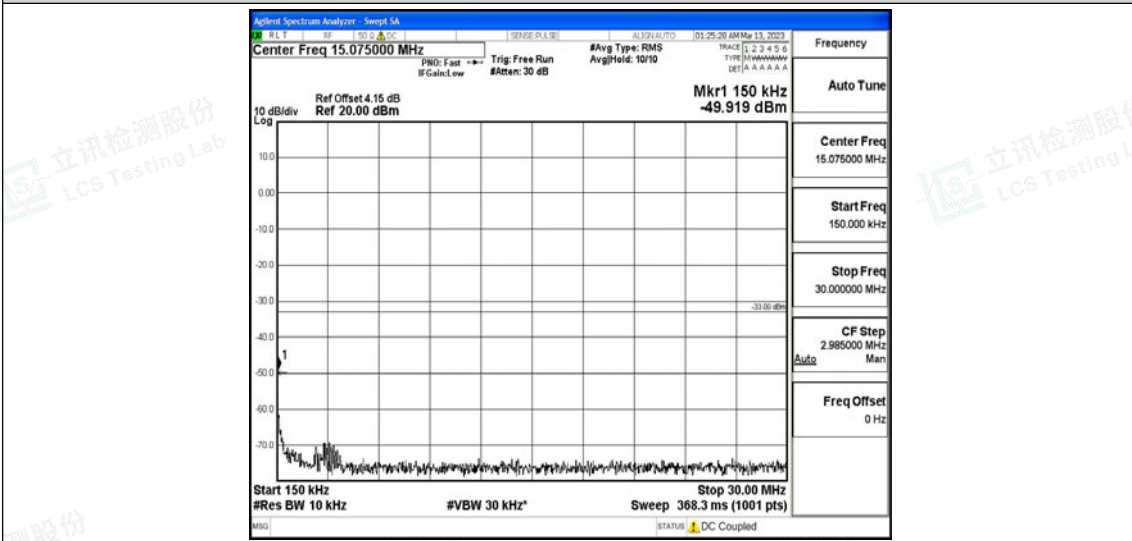 Agilent Spectrum Analyzer - Swept SA
RLT RF 50 Ω DC SENSE:PULSE ALIGN AUTO 01:25:28 AM Mar 13, 2023
Center Freq 15.075000 MHz
PNO: Fast
IFGain:Low
Trig: Free Run
#Atten: 30 dB
#Avg Type: RMS
Avg|Hold: 10/10
TRACE 1 2 3 4 5 6
TYPE M
DET A A A A A A
Mkr1 150 kHz
-49.919 dBm
Ref Offset 4.15 dB
10 dB/div Ref 20.00 dBm
Log
10.0
0.00
-10.0
-20.0
-30.0
-33.00 dBm
-40.0
1
-50.0
-60.0
-70.0
Start 150 kHz Stop 30.00 MHz
#Res BW 10 kHz #VBW 30 kHz* Sweep 368.3 ms (1001 pts)
MSG STATUS DC Coupled
Frequency
Auto Tune
Center Freq
15.075000 MHz
Start Freq
150.000 kHz
Stop Freq
30.000000 MHz
CF Step
2.985000 MHz
Auto Man
Freq Offset
0 Hz
立讯检测股份
LCS Testing Lab
立讯检测股份
LCS Testing L